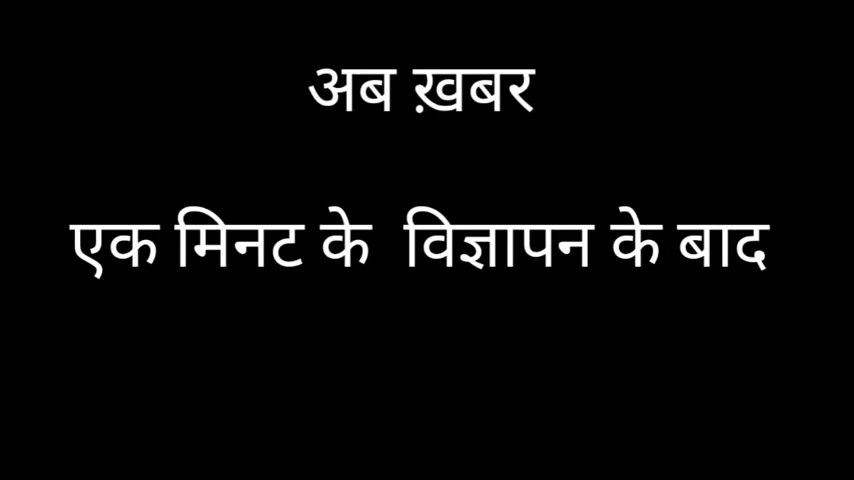 अब ख़बर
एक मिनट के विज्ञापन के बाद